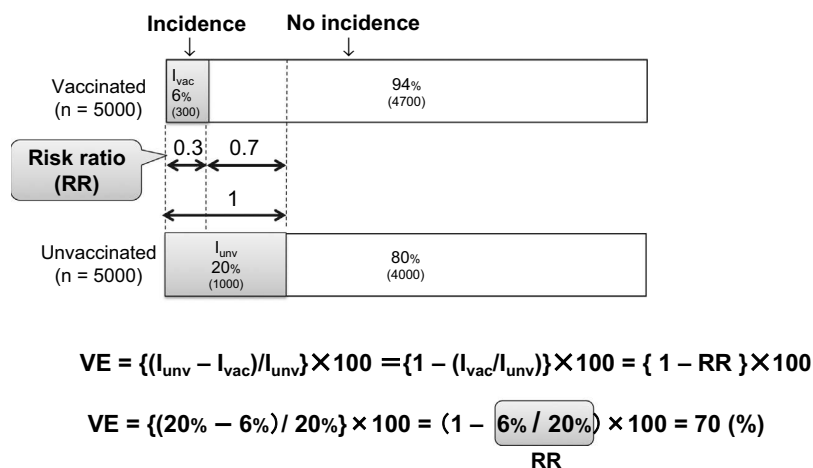 Incidence No incidence
Vaccinated
(n = 5000)
Ivac
6%
(300)
94%
(4700)
Risk ratio
(RR)
0.3 0.7
1
Unvaccinated
(n = 5000)
Iunv
20%
(1000)
80%
(4000)
VE = {(Iunv – Ivac)/Iunv}×100 ={1 – (Ivac/Iunv)}×100 = { 1 – RR }×100
VE = {(20% – 6%)/ 20%}×100 = (1 – 6% / 20%) ×100 = 70 (%)
RR